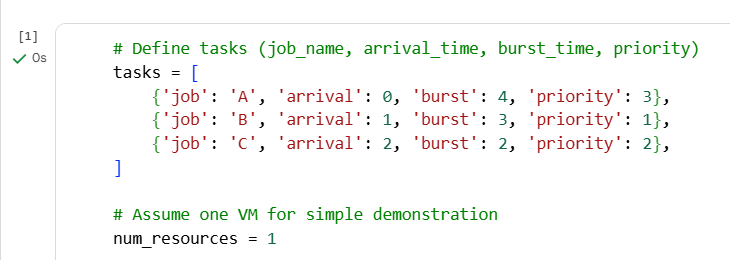 [1]
0s
# Define tasks (job_name, arrival_time, burst_time, priority)
tasks = [
    {'job': 'A', 'arrival': 0, 'burst': 4, 'priority': 3},
    {'job': 'B', 'arrival': 1, 'burst': 3, 'priority': 1},
    {'job': 'C', 'arrival': 2, 'burst': 2, 'priority': 2},
]
# Assume one VM for simple demonstration
num_resources = 1